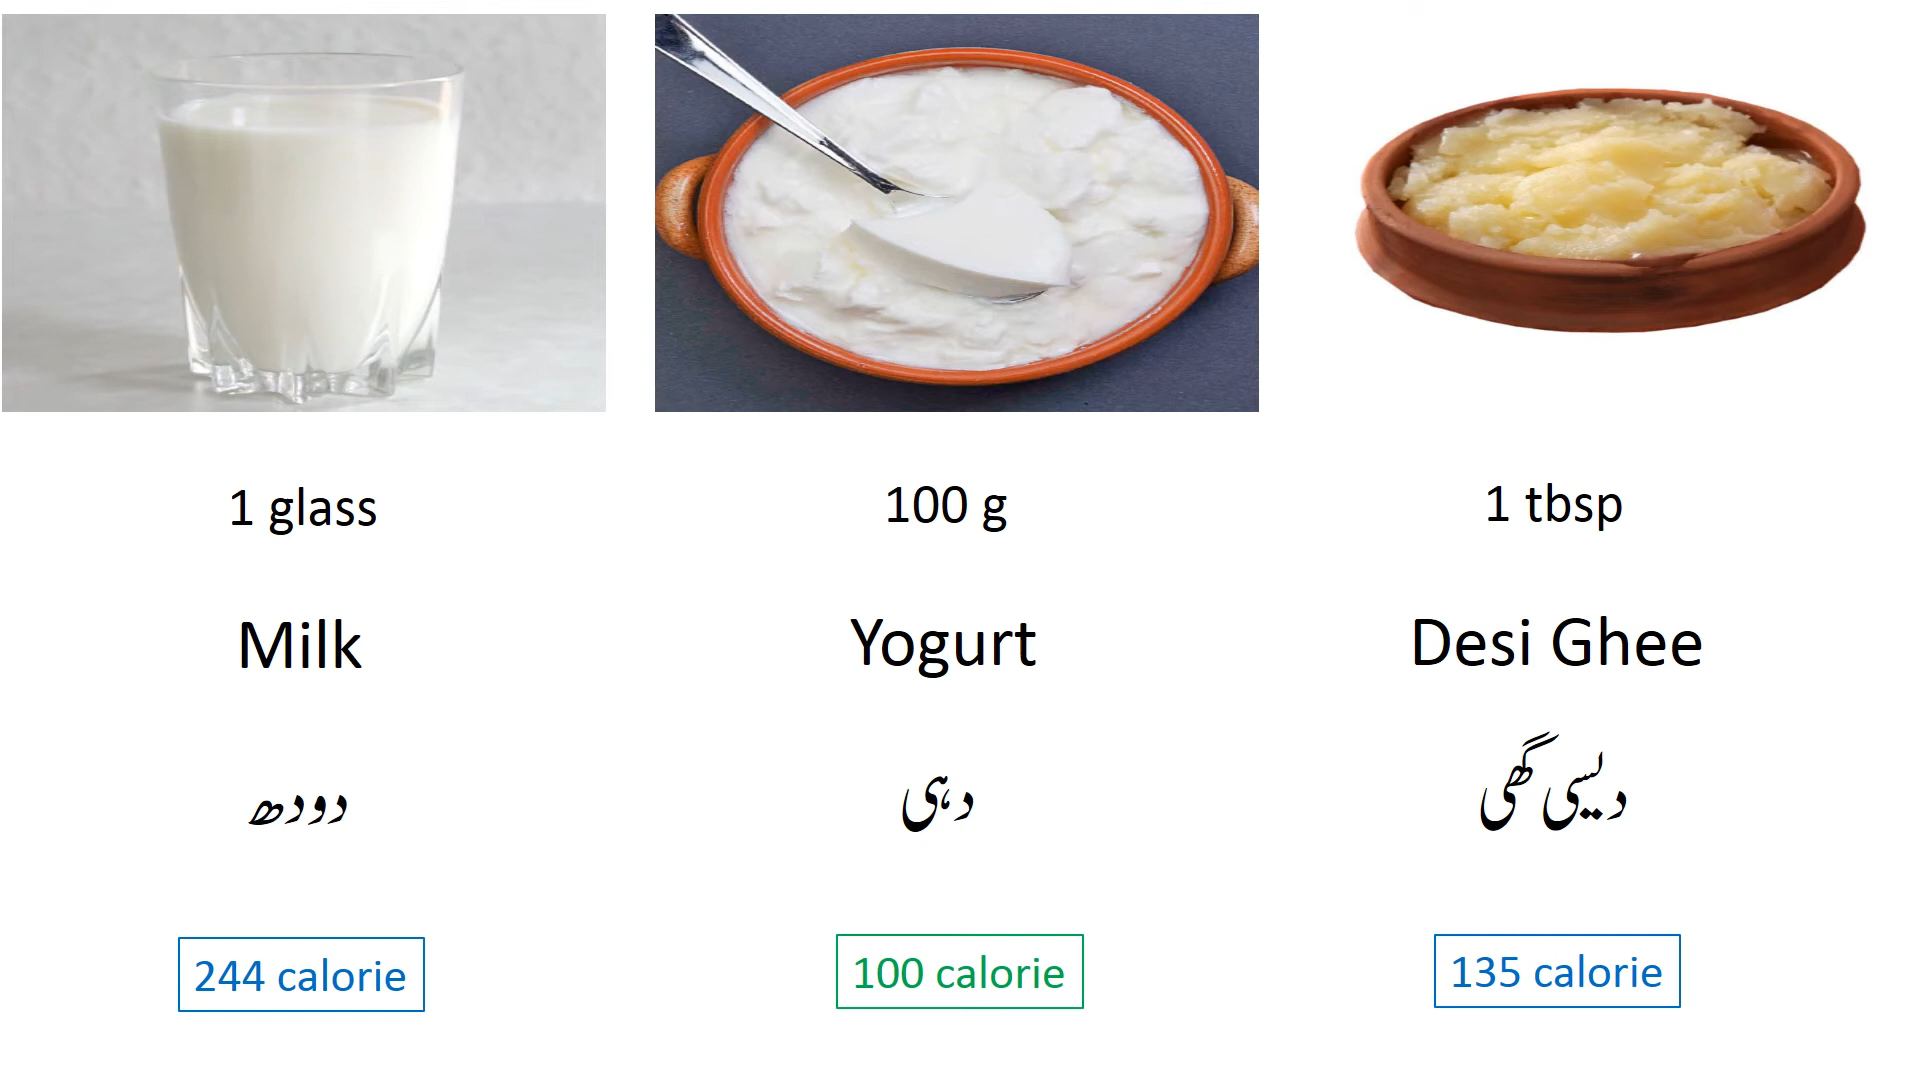 1 glass
100 g
1 tbsp
Milk
Yogurt
Desi Ghee
دودھ
دہی
دیسی گھی
244 calorie
100 calorie
135 calorie